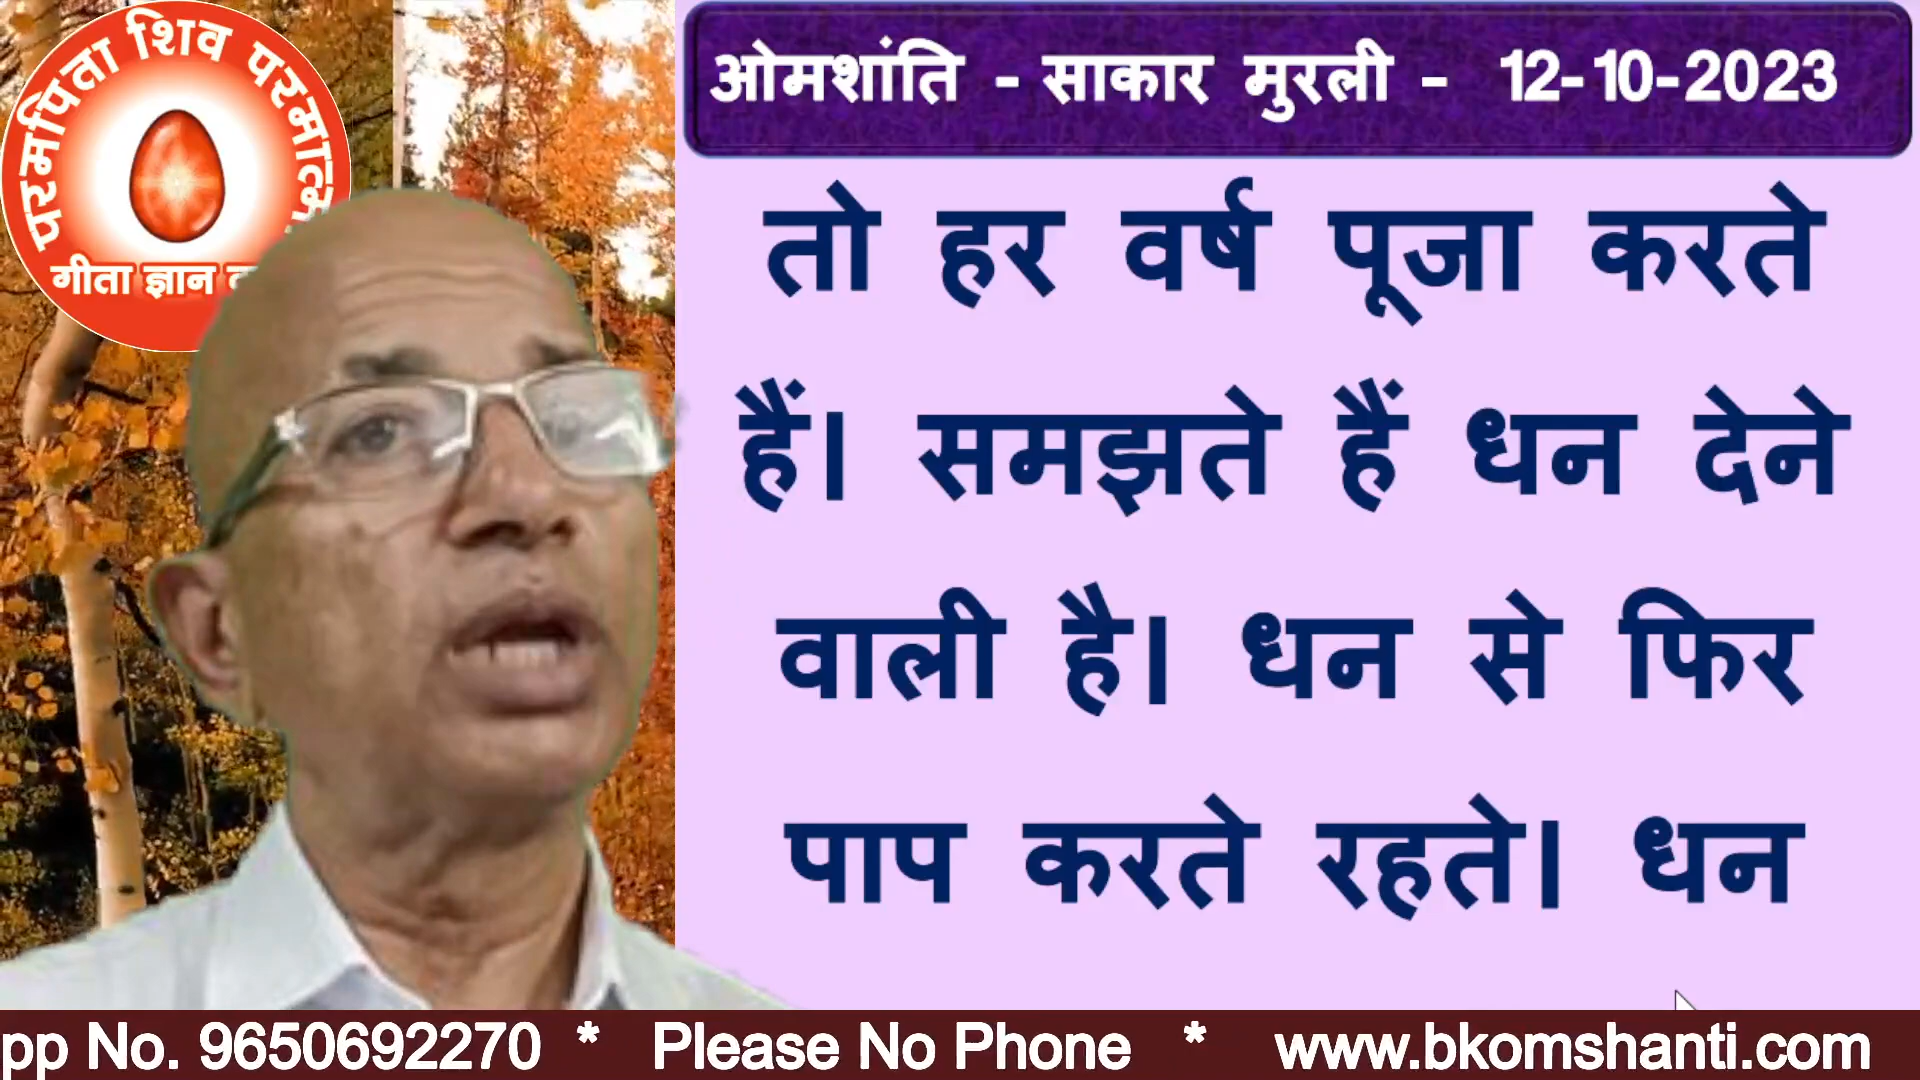 परमपिता शिव
गीता ज्ञान
ओमशांति - साकार मुरली - 12-10-2023
तो हर वर्ष पूजा करते
हैं। समझते हैं धन देने
वाली है। धन से फिर
पाप करते रहते। धन
pp No. 9650692270 * Please No Phone * www.bkomshanti.com